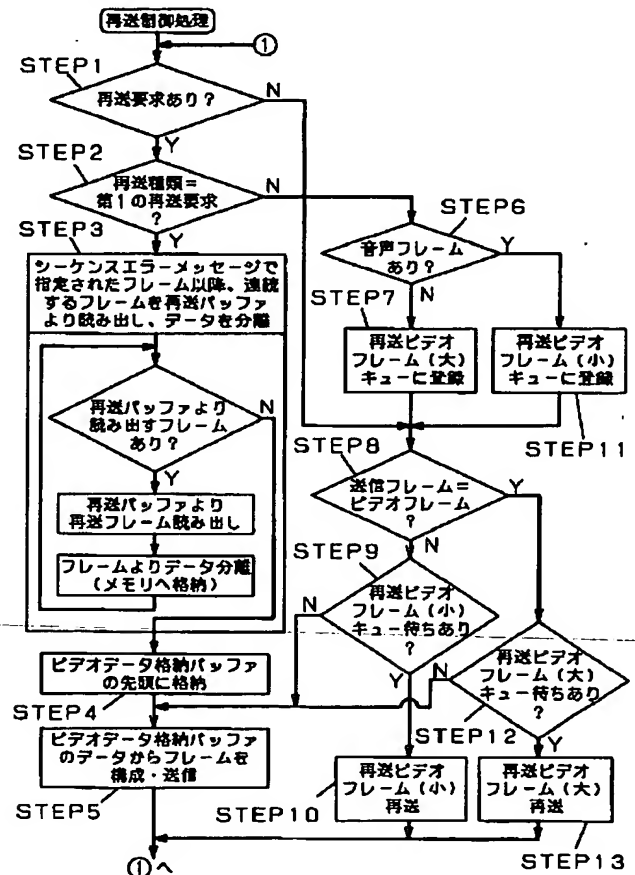 再送制御処理
①
STEP1
再送要求あり?
N
Y
STEP2
再送種類=
第1の再送要求
?
N
Y
STEP3
シーケンスエラーメッセージで
指定されたフレーム以降、連続
するフレームを再送バッファ
より読み出し、データを分離
再送バッファより
読み出すフレーム
あり?
N
Y
再送バッファより
再送フレーム読み出し
フレームよりデータ分離
(メモリへ格納)
ビデオデータ格納バッファ
の先頭に格納
STEP4
ビデオデータ格納バッファ
のデータからフレームを
構成・送信
STEP5
①へ
STEP6
音声フレーム
あり?
Y
N
STEP7
再送ビデオ
フレーム(大)
キューに登録
再送ビデオ
フレーム(小)
キューに登録
STEP11
STEP8
送信フレーム=
ビデオフレーム
?
Y
N
STEP9
再送ビデオ
フレーム(小)
キュー待ちあり
?
N
Y
再送ビデオ
フレーム(大)
キュー待ちあり
?
N
Y
STEP12
再送ビデオ
フレーム(小)
再送
STEP10
再送ビデオ
フレーム(大)
再送
STEP13